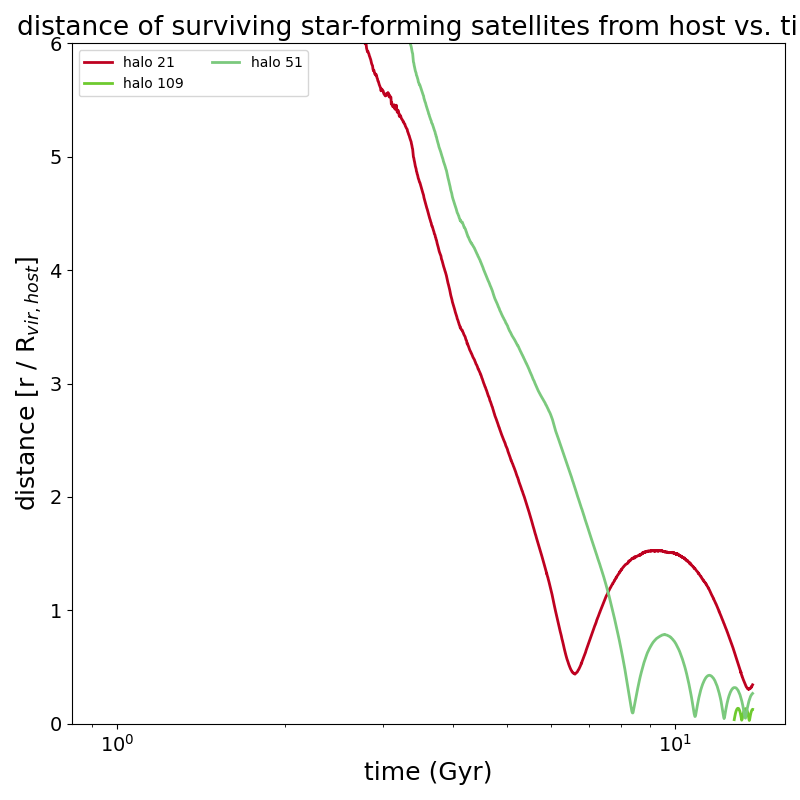 distance of surviving star-forming satellites from host vs. ti
halo 21
halo 109
halo 51
6
5
4
3
2
1
0
distance [r / R_{vir,host}]
10^0
10^1
time (Gyr)